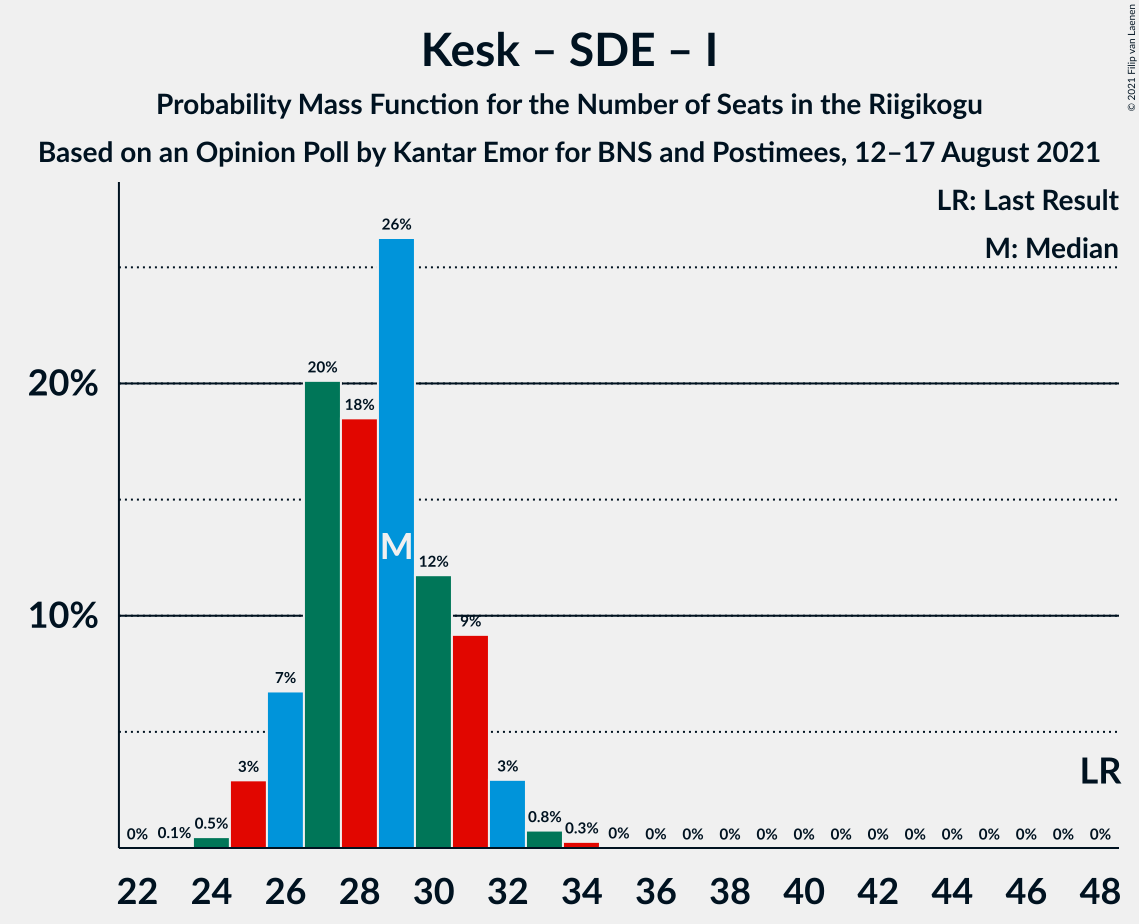 Kesk – SDE – I
Probability Mass Function for the Number of Seats in the Riigikogu
Based on an Opinion Poll by Kantar Emor for BNS and Postimees, 12–17 August 2021
© 2021 Filip van Laenen
LR: Last Result
M: Median
20%
10%
0% 0.1% 0.5% 3% 7% 20% 18% 26% 12% 9% 3% 0.8% 0.3% 0% 0% 0% 0% 0% 0% 0% 0% 0% 0% 0% 0% 0% 0%
M
LR
22 24 26 28 30 32 34 36 38 40 42 44 46 48